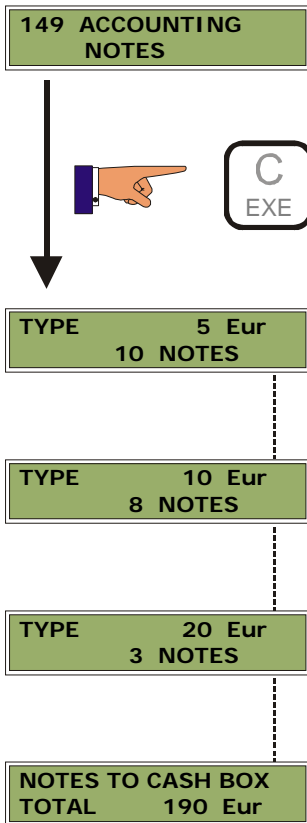 149 ACCOUNTING
NOTES
C
EXE
TYPE 5 Eur
10 NOTES
TYPE 10 Eur
8 NOTES
TYPE 20 Eur
3 NOTES
NOTES TO CASH BOX
TOTAL 190 Eur